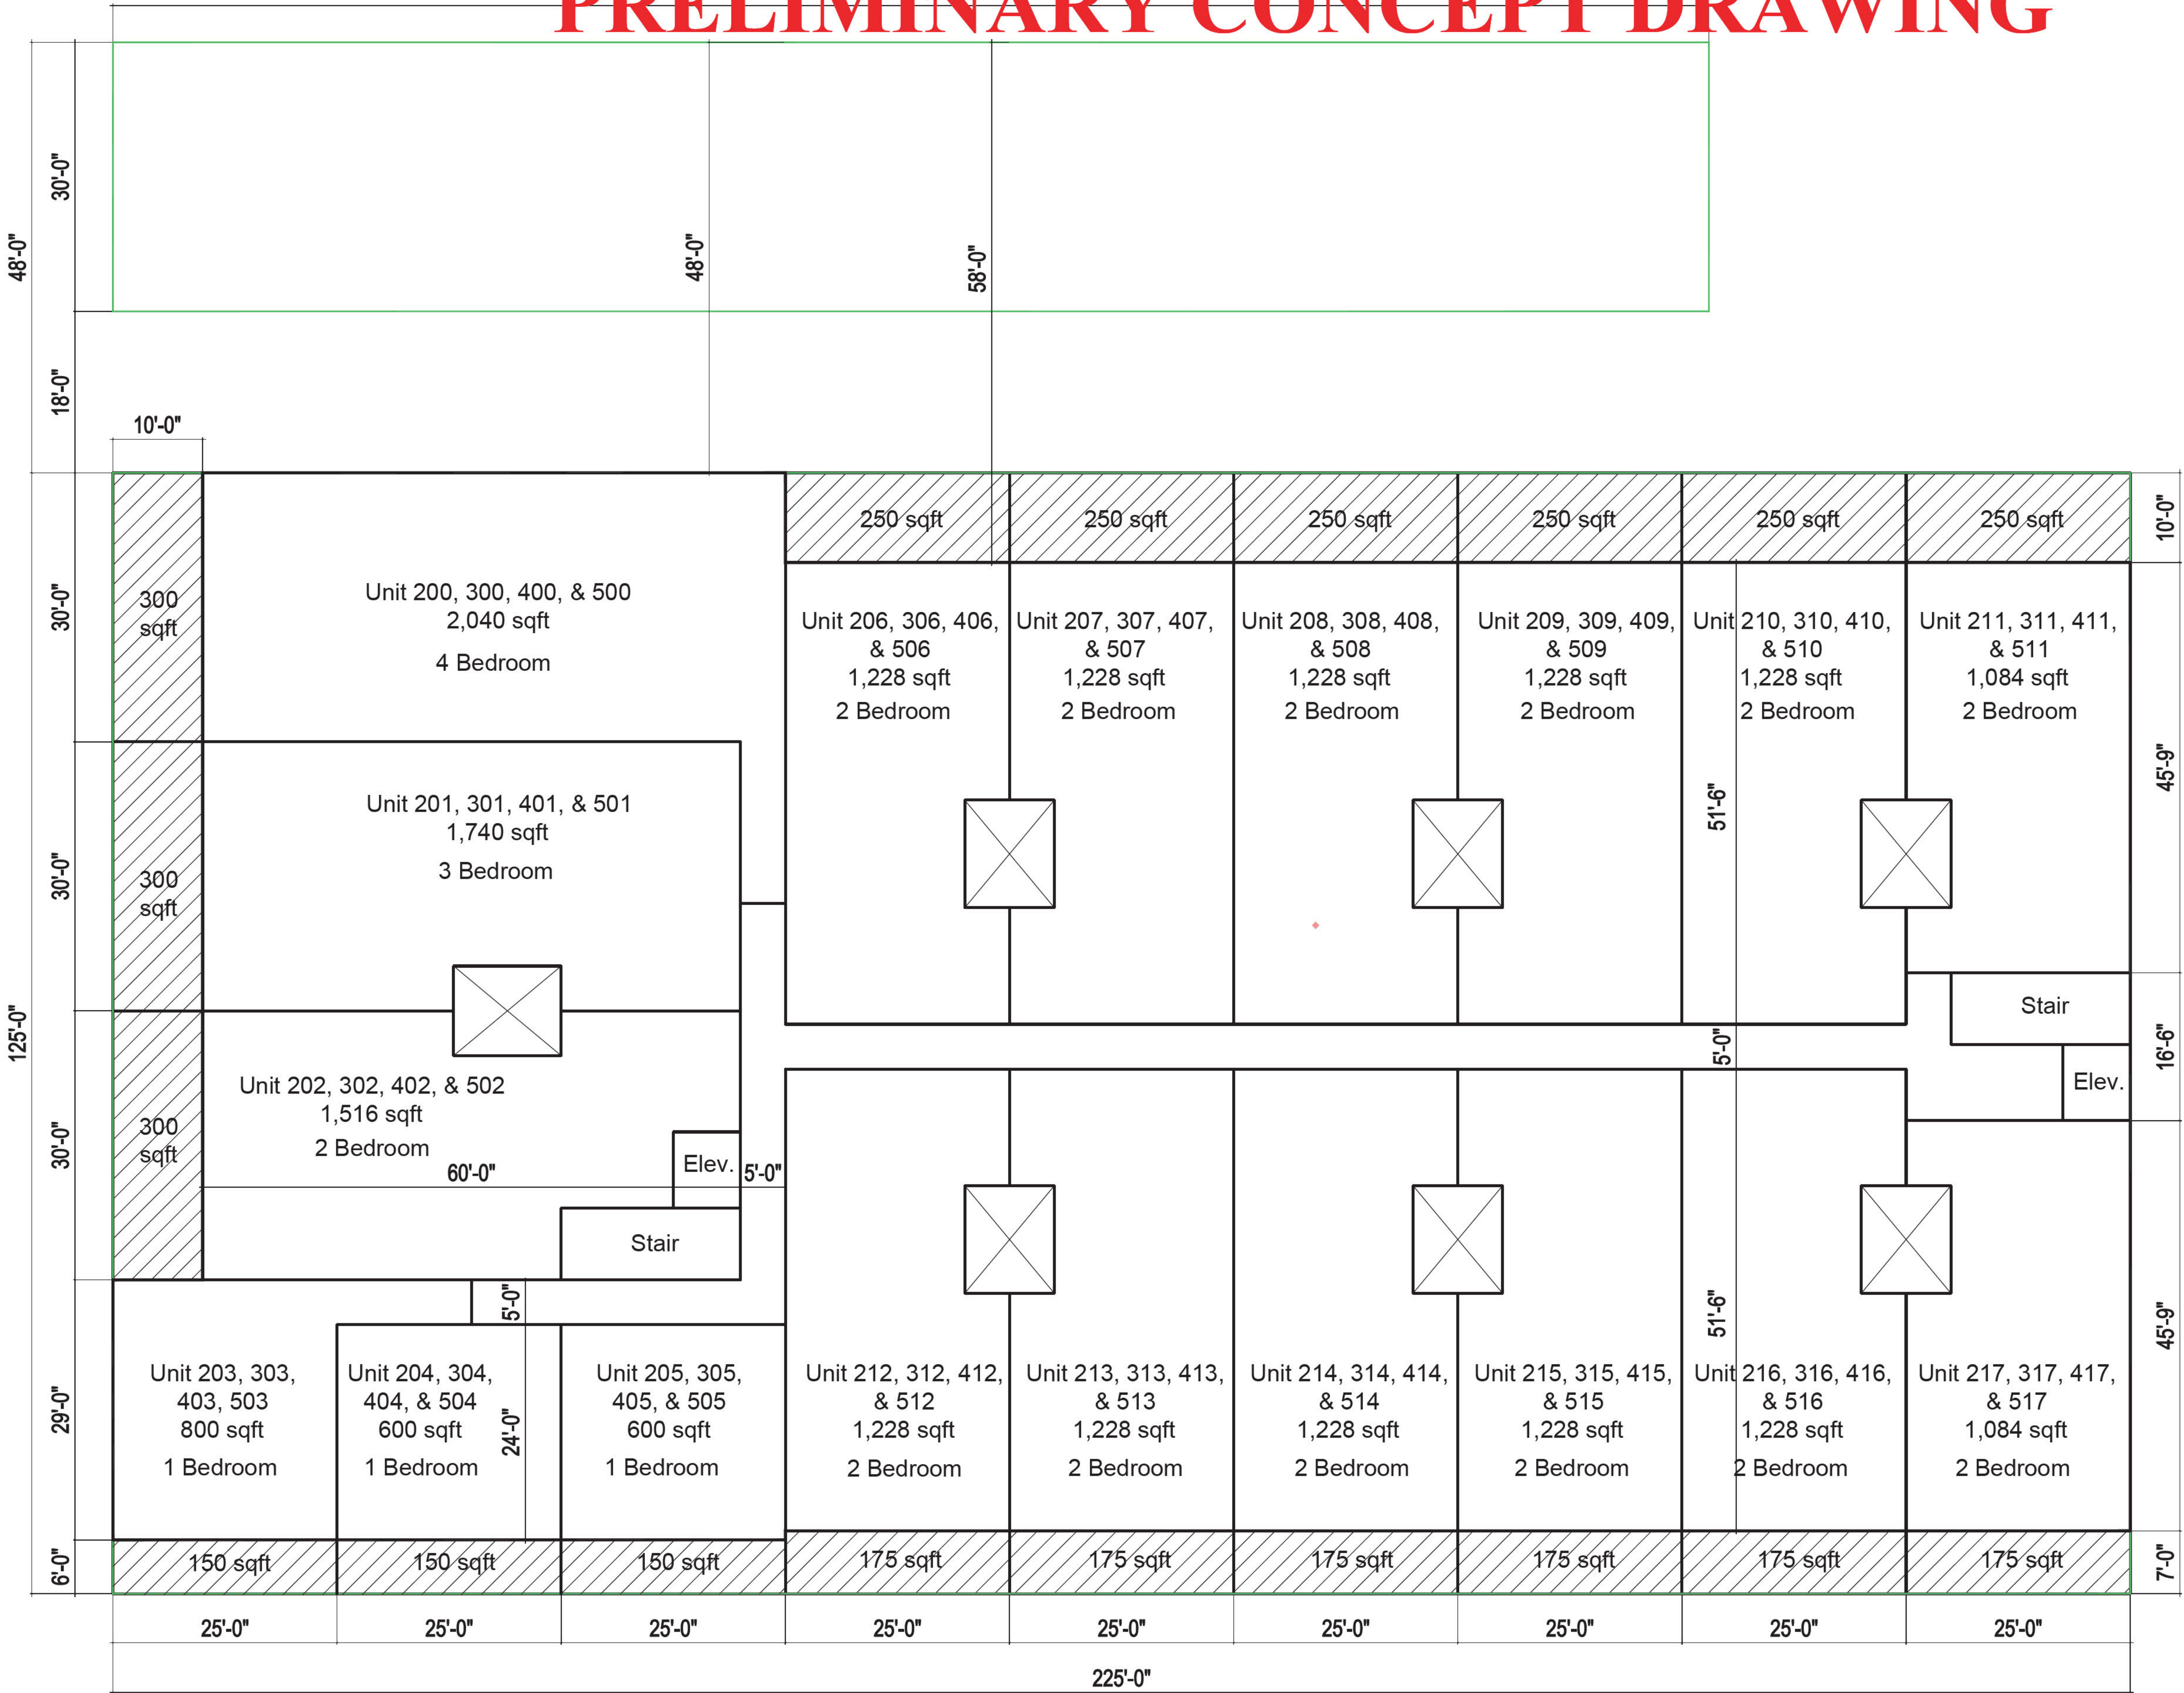 PRELIMINARY CONCEPT DRAWING
30'-0"
48'-0"
48'-0"
58'-0"
18'-0"
10'-0"
250 sqft
250 sqft
250 sqft
250 sqft
250 sqft
250 sqft
10'-0"
30'-0"
300
sqft
Unit 200, 300, 400, & 500
2,040 sqft
4 Bedroom
Unit 206, 306, 406,
& 506
1,228 sqft
2 Bedroom
Unit 207, 307, 407,
& 507
1,228 sqft
2 Bedroom
Unit 208, 308, 408,
& 508
1,228 sqft
2 Bedroom
Unit 209, 309, 409,
& 509
1,228 sqft
2 Bedroom
Unit 210, 310, 410,
& 510
1,228 sqft
2 Bedroom
Unit 211, 311, 411,
& 511
1,084 sqft
2 Bedroom
45'-9"
51'-6"
30'-0"
300
sqft
Unit 201, 301, 401, & 501
1,740 sqft
3 Bedroom
125'-0"
5'-0"
Stair
Elev.
16'-6"
30'-0"
300
sqft
Unit 202, 302, 402, & 502
1,516 sqft
2 Bedroom
60'-0"
Elev.
5'-0"
Stair
5'-0"
24'-0"
51'-6"
45'-9"
29'-0"
Unit 203, 303,
403, 503
800 sqft
1 Bedroom
Unit 204, 304,
404, & 504
600 sqft
1 Bedroom
Unit 205, 305,
405, & 505
600 sqft
1 Bedroom
Unit 212, 312, 412,
& 512
1,228 sqft
2 Bedroom
Unit 213, 313, 413,
& 513
1,228 sqft
2 Bedroom
Unit 214, 314, 414,
& 514
1,228 sqft
2 Bedroom
Unit 215, 315, 415,
& 515
1,228 sqft
2 Bedroom
Unit 216, 316, 416,
& 516
1,228 sqft
2 Bedroom
Unit 217, 317, 417,
& 517
1,084 sqft
2 Bedroom
6'-0"
150 sqft
150 sqft
150 sqft
175 sqft
175 sqft
175 sqft
175 sqft
175 sqft
175 sqft
7'-0"
25'-0"
25'-0"
25'-0"
25'-0"
25'-0"
25'-0"
25'-0"
25'-0"
25'-0"
225'-0"